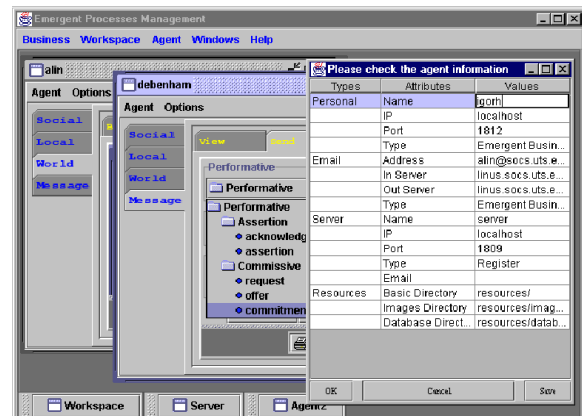 Emergent Processes Management
Business Workspace Agent Windows Help
alin
Agent Options
Social
Local
World
Message
debenham
Agent Options
Social
Local
World
Message
View Send
Performative
Performative
Performative
Assertion
acknowledg
assertion
Commissive
request
offer
commitmen
Please check the agent information
Types Attributes Values
Personal Name igorh
IP localhost
Port 1812
Type Emergent Busin...
Email Address alin@socs.uts.e...
In Server linus.socs.uts.e...
Out Server linus.socs.uts.e...
Type Emergent Busin...
Server Name server
IP localhost
Port 1809
Type Register
Email
Resources Basic Directory resources/
Images Directory resources/imag...
Database Direct... resources/datab...
OK Cancel Save
Workspace Server Agent2